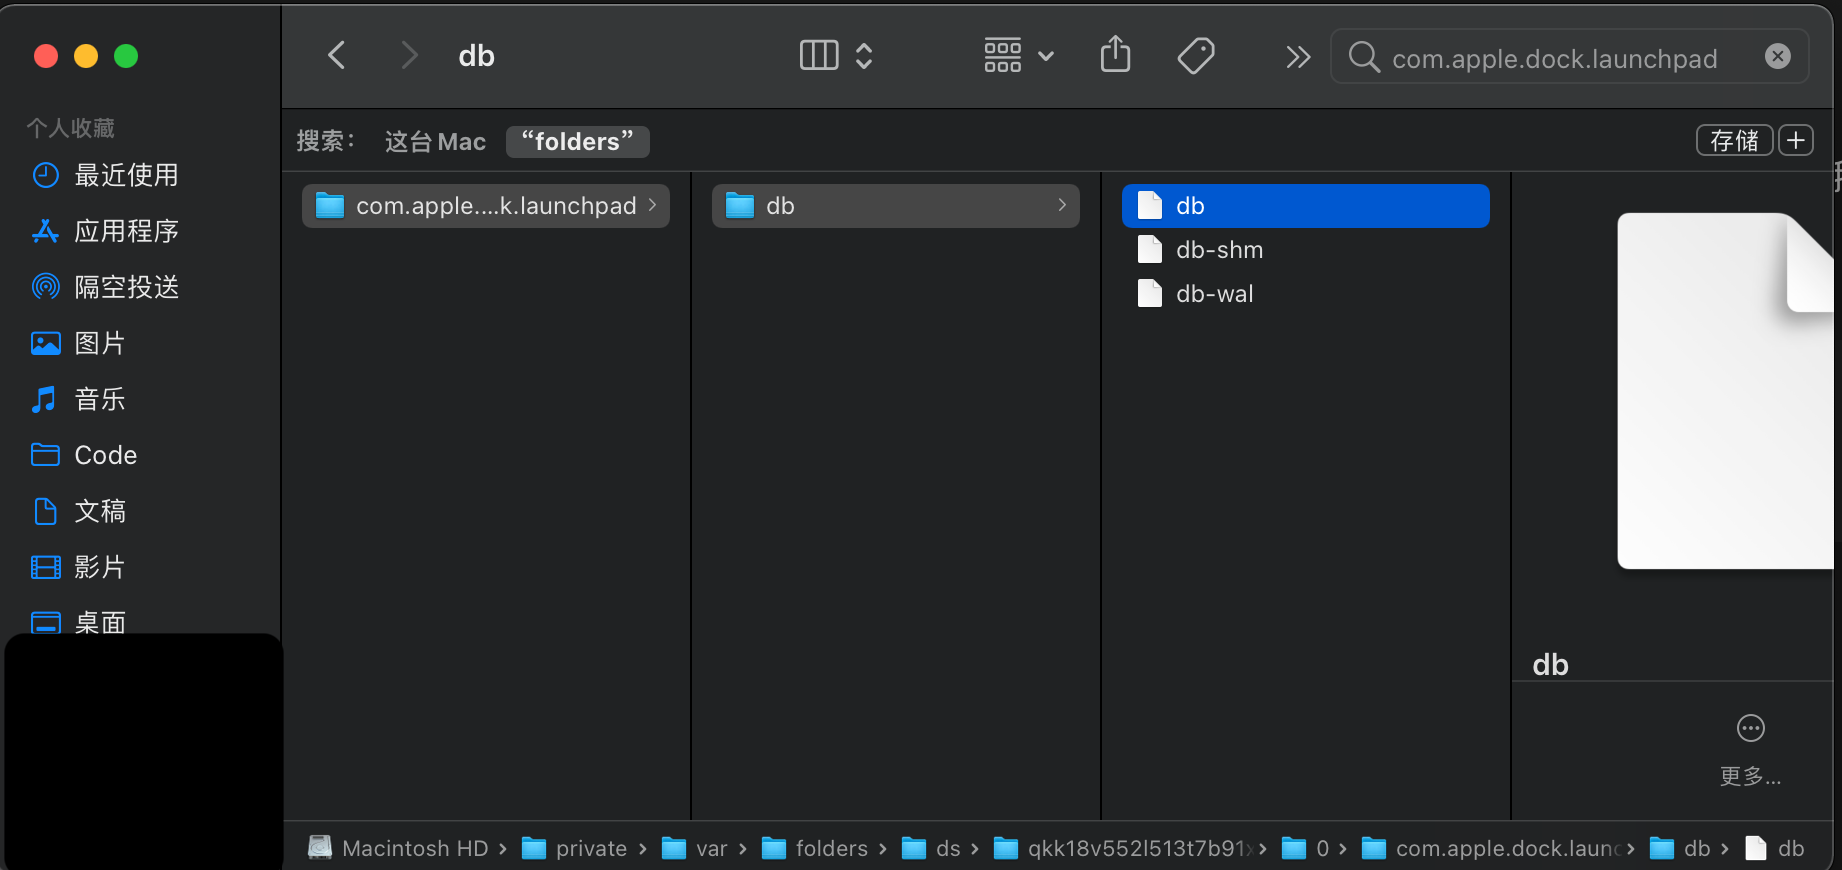 db
com.apple.dock.launchpad
个人收藏
最近使用
应用程序
隔空投送
图片
音乐
Code
文稿
影片
桌面
搜索： 这台 Mac “folders”
存储
com.apple....k.launchpad
db
db
db-shm
db-wal
db
更多...
Macintosh HD › private › var › folders › ds › qkk18v552l513t7b91 › 0 › com.apple.dock.laun › db › db